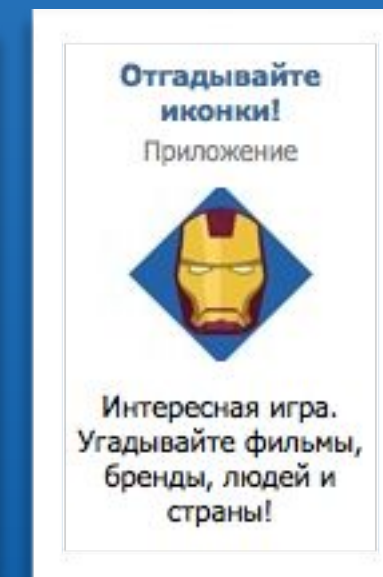 Отгадывайте
иконки!
Приложение
Интересная игра.
Угадывайте фильмы,
бренды, людей и
страны!